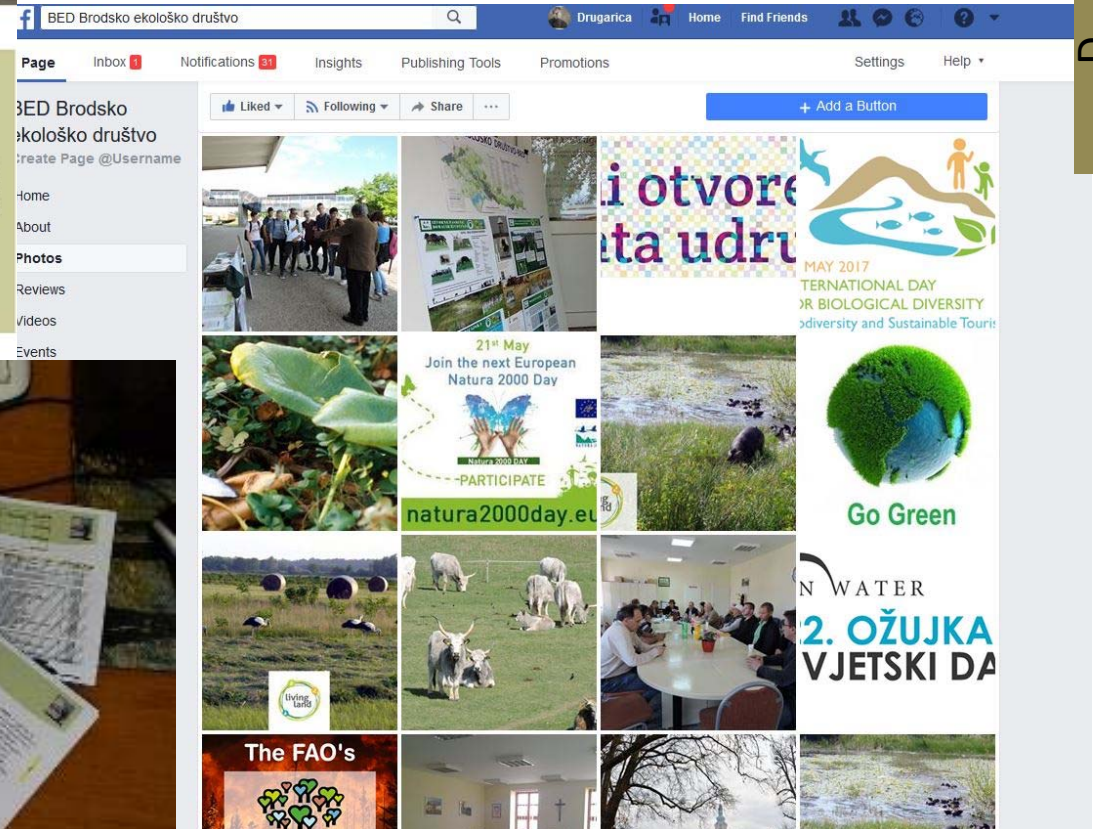 f BED Brodsko ekološko društvo
Drugarica Home Find Friends
Page Inbox 1 Notifications 31 Insights Publishing Tools Promotions Settings Help
BED Brodsko
ekološko društvo
Create Page @Username
Home
About
Photos
Reviews
Videos
Events
Liked Following Share ...
+ Add a Button
i otvore
ata udru
MAY 2017
TERNATIONAL DAY
OR BIOLOGICAL DIVERSITY
odiversity and Sustainable Touris
21st May
Join the next European
Natura 2000 Day
Natura 2000 DAY
PARTICIPATE
natura2000day.eu
Go Green
living
land
N WATER
22. OŽUJKA
VJETSKI DA
The FAO's